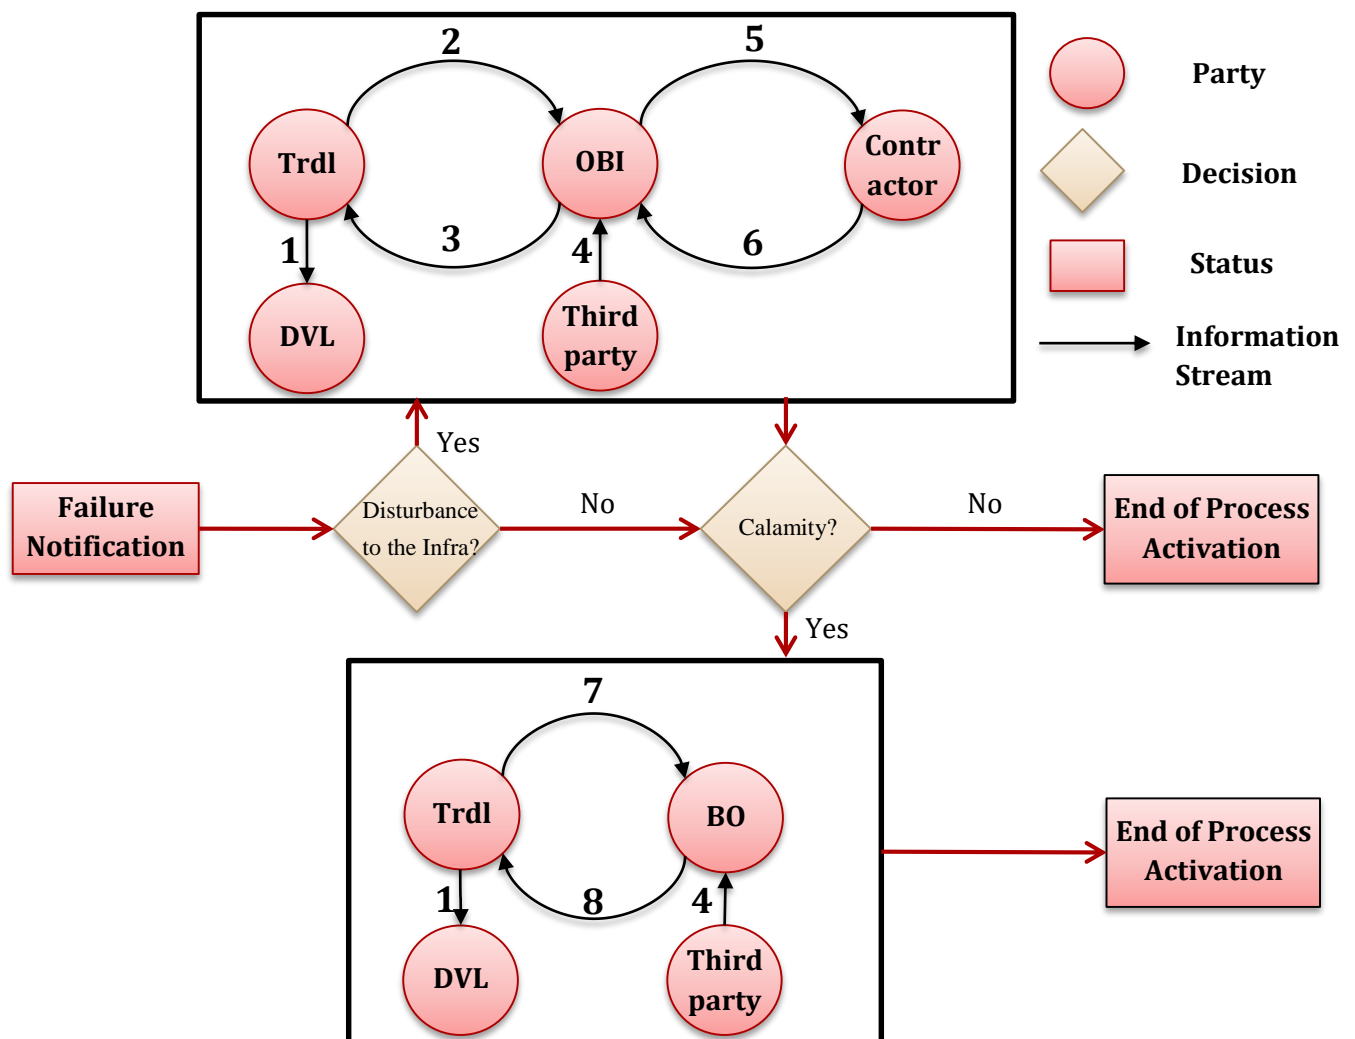 2
5
Party
Trdl
OBI
Contr
actor
Decision
1
3
4
6
Status
DVL
Third
party
Information
Stream
Yes
Failure
Notification
Disturbance
to the Infra?
No
Calamity?
No
End of Process
Activation
Yes
7
Trdl
BO
1
8
4
End of Process
Activation
DVL
Third
party